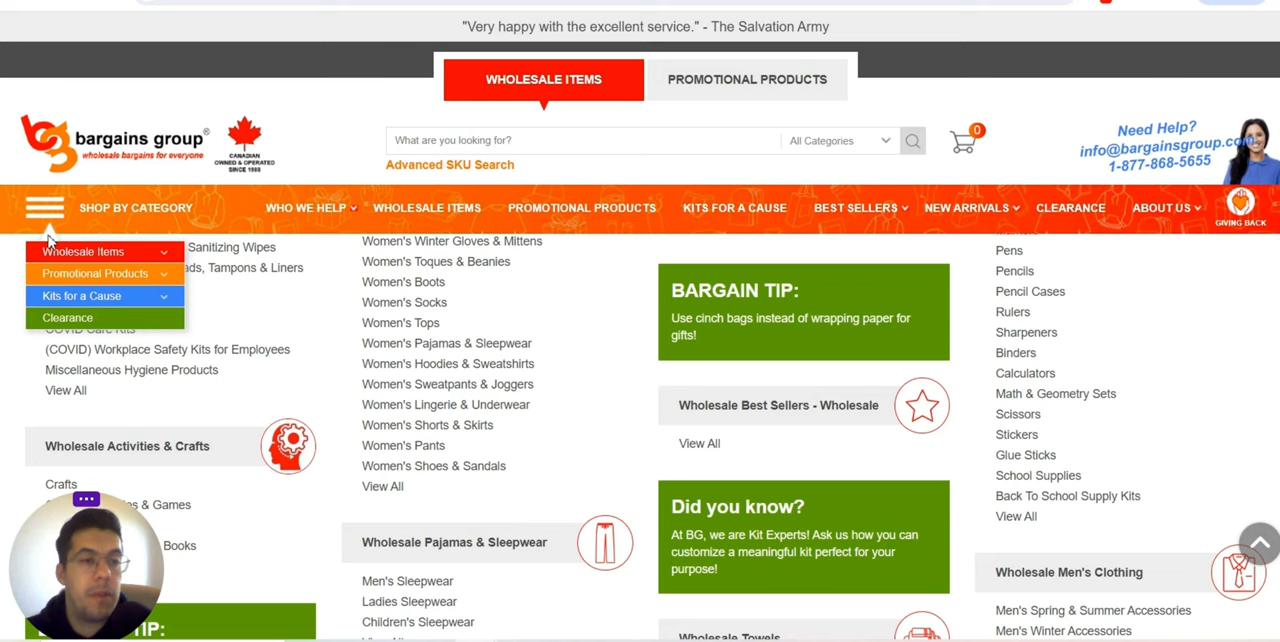 "Very happy with the excellent service." - The Salvation Army
WHOLESALE ITEMS
PROMOTIONAL PRODUCTS
bargains group®
wholesale bargains for everyone
CANADIAN
OWNED & OPERATED
SINCE 1988
What are you looking for?
All Categories
0
Advanced SKU Search
Need Help?
info@bargainsgroup.com
1-877-868-5655
SHOP BY CATEGORY
WHO WE HELP
WHOLESALE ITEMS
PROMOTIONAL PRODUCTS
KITS FOR A CAUSE
BEST SELLERS
NEW ARRIVALS
CLEARANCE
ABOUT US
GIVING BACK
Wholesale Items
Promotional Products
Kits for a Cause
Clearance
Sanitizing Wipes
ads, Tampons & Liners
COVID Care Kits
(COVID) Workplace Safety Kits for Employees
Miscellaneous Hygiene Products
View All
Wholesale Activities & Crafts
Crafts
es & Games
Books
TIP:
Women's Winter Gloves & Mittens
Women's Toques & Beanies
Women's Boots
Women's Socks
Women's Tops
Women's Pajamas & Sleepwear
Women's Hoodies & Sweatshirts
Women's Sweatpants & Joggers
Women's Lingerie & Underwear
Women's Shorts & Skirts
Women's Pants
Women's Shoes & Sandals
View All
Wholesale Pajamas & Sleepwear
Men's Sleepwear
Ladies Sleepwear
Children's Sleepwear
BARGAIN TIP:
Use cinch bags instead of wrapping paper for
gifts!
Wholesale Best Sellers - Wholesale
View All
Did you know?
At BG, we are Kit Experts! Ask us how you can
customize a meaningful kit perfect for your
purpose!
Wholesale Towels
Pens
Pencils
Pencil Cases
Rulers
Sharpeners
Binders
Calculators
Math & Geometry Sets
Scissors
Stickers
Glue Sticks
School Supplies
Back To School Supply Kits
View All
Wholesale Men's Clothing
Men's Spring & Summer Accessories
Men's Winter Accessories